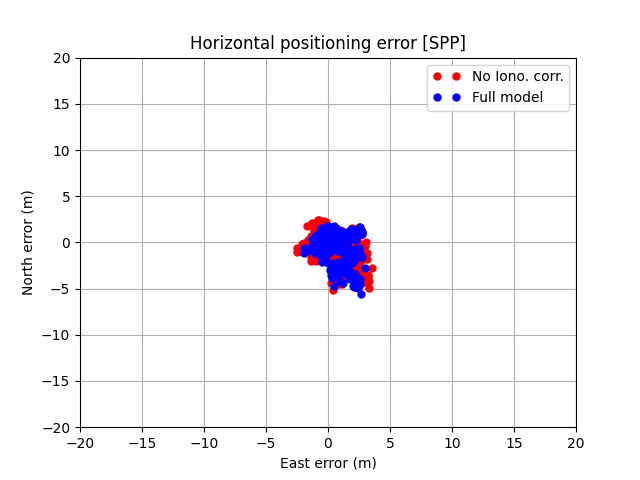 Horizontal positioning error [SPP]
No Iono. corr.
Full model
North error (m)
20
15
10
5
0
−5
−10
−15
−20
−20 −15 −10 −5 0 5 10 15 20
East error (m)